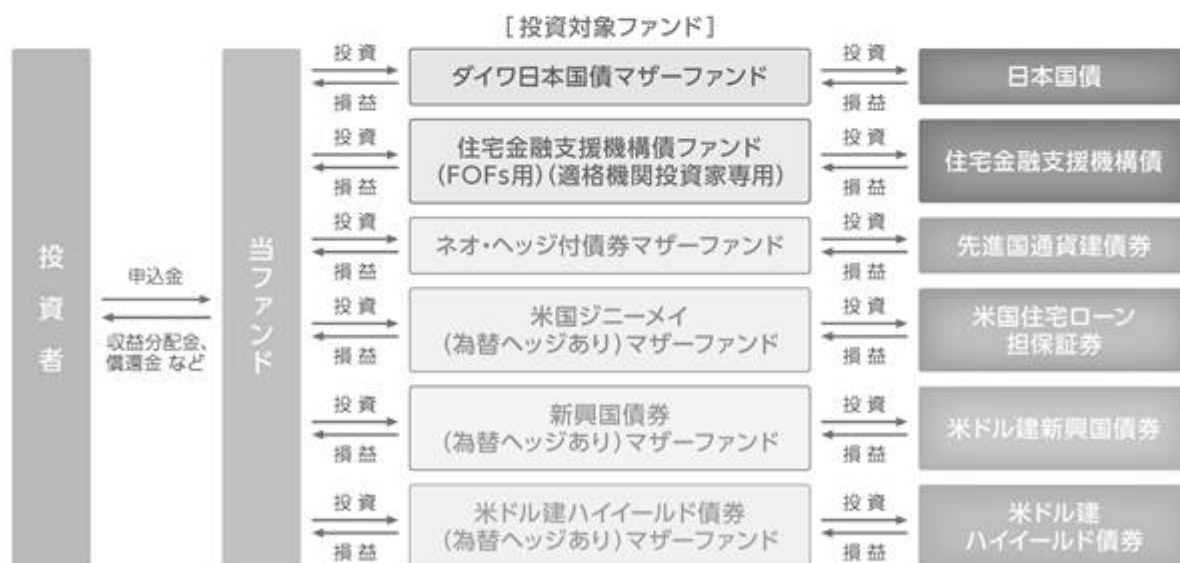 [投資対象ファンド]
投資者
申込金
収益分配金、
償還金 など
当ファンド
投資
損益
ダイワ日本国債マザーファンド
投資
損益
日本国債
投資
損益
住宅金融支援機構債ファンド
(FOFs用)(適格機関投資家専用)
投資
損益
住宅金融支援機構債
投資
損益
ネオ・ヘッジ付債券マザーファンド
投資
損益
先進国通貨建債券
投資
損益
米国ジニーメイ
(為替ヘッジあり)マザーファンド
投資
損益
米国住宅ローン
担保証券
投資
損益
新興国債券
(為替ヘッジあり)マザーファンド
投資
損益
米ドル建新興国債券
投資
損益
米ドル建ハイイールド債券
(為替ヘッジあり)マザーファンド
投資
損益
米ドル建
ハイイールド債券